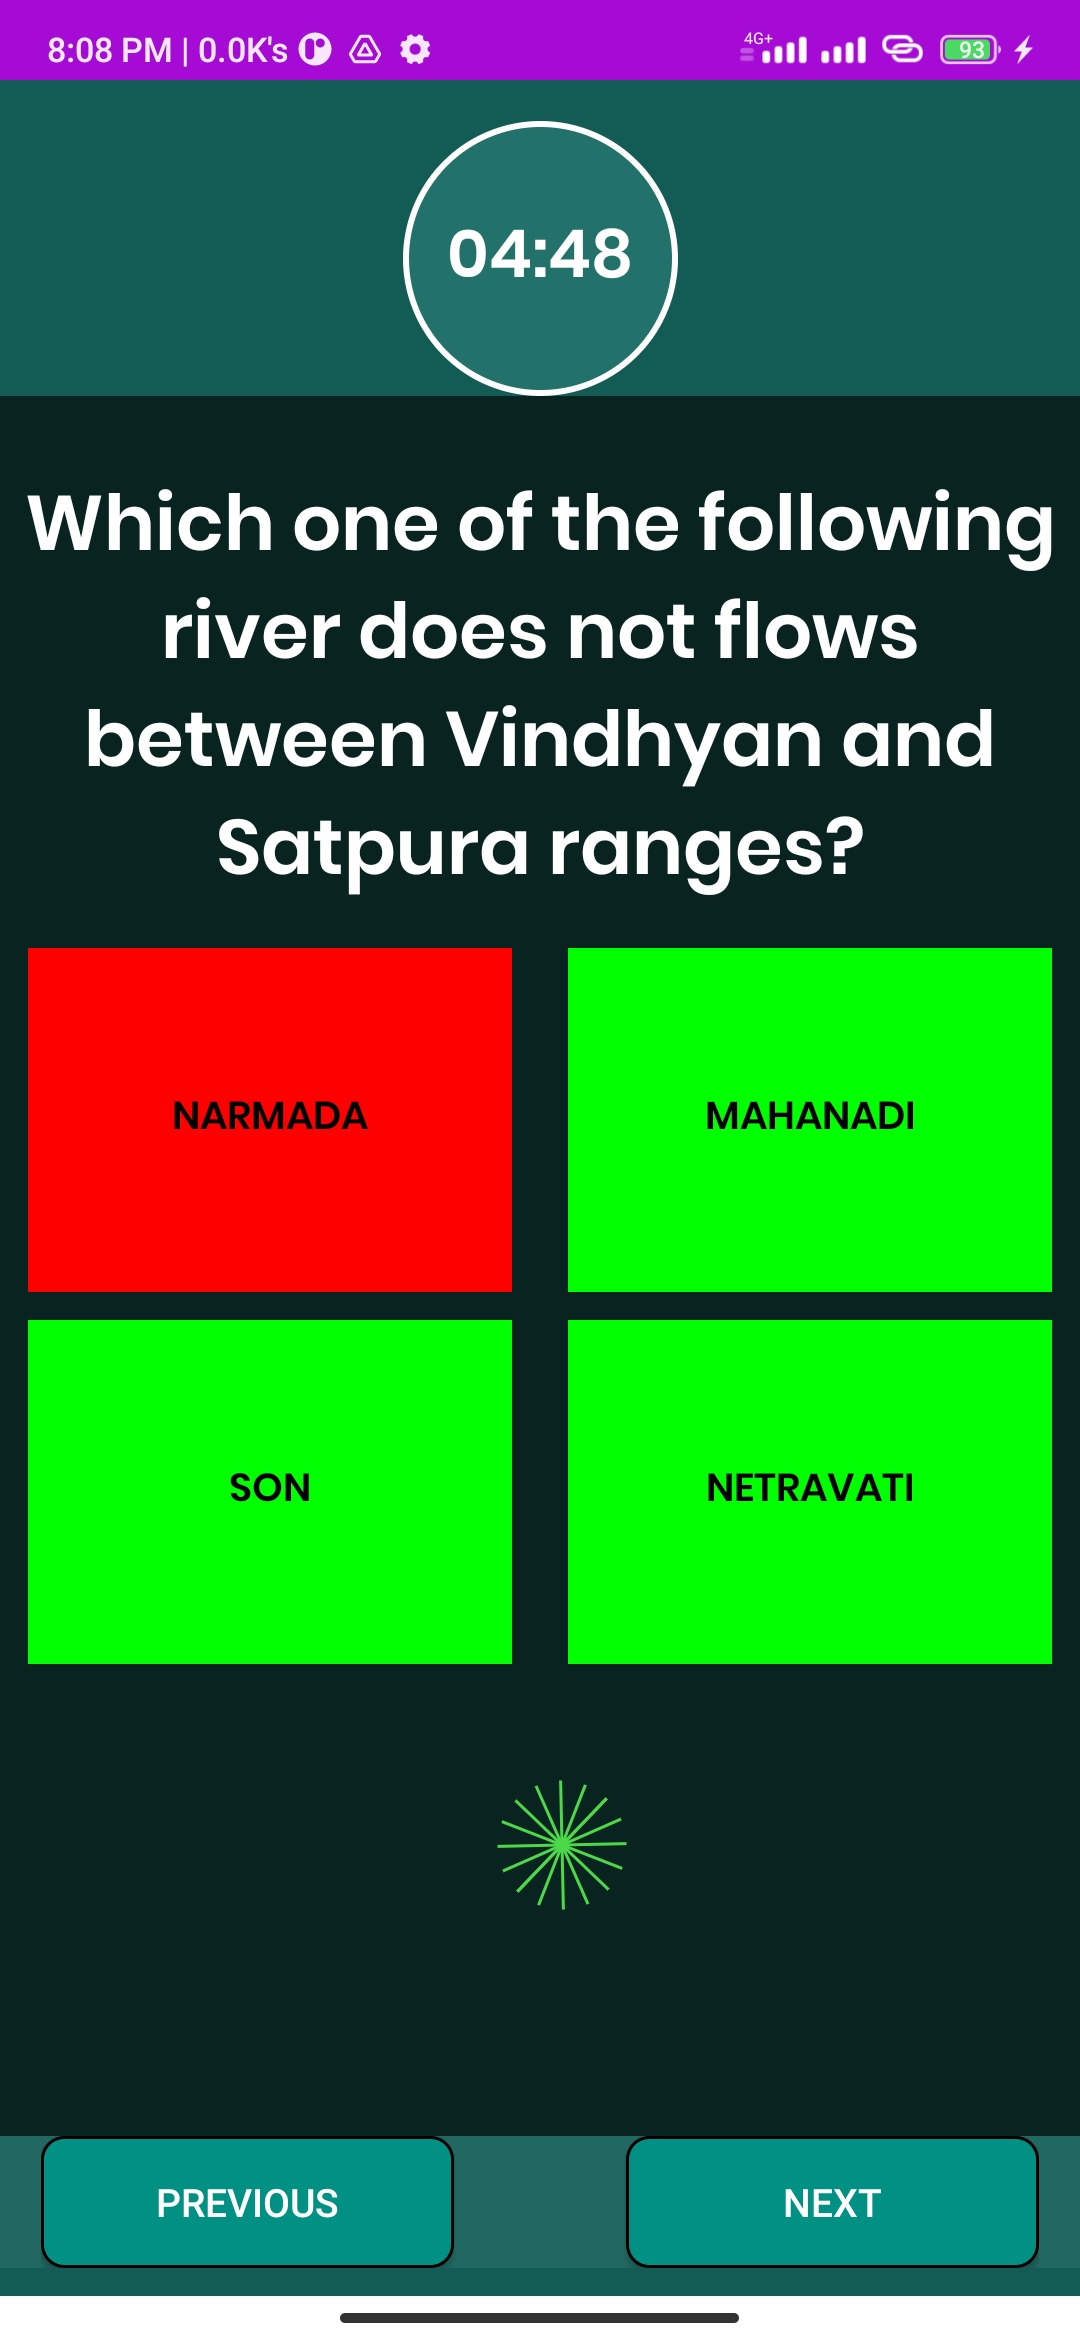 8:08 PM | 0.0K's 4G+ 93
04:48
Which one of the following
river does not flows
between Vindhyan and
Satpura ranges?
NARMADA
MAHANADI
SON
NETRAVATI
PREVIOUS
NEXT